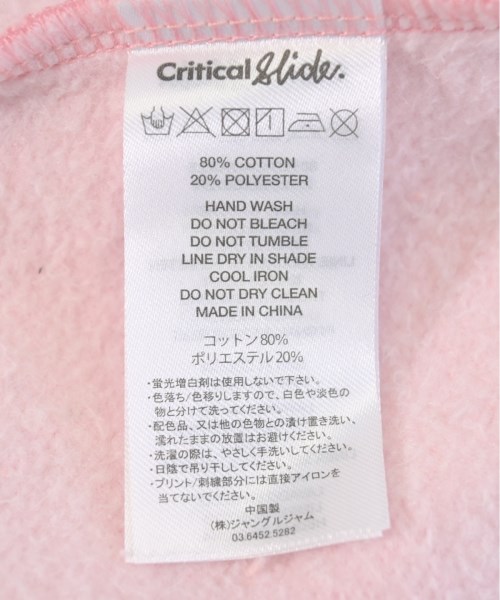 Critical Slide.
80% COTTON
20% POLYESTER
HAND WASH
DO NOT BLEACH
DO NOT TUMBLE
LINE DRY IN SHADE
COOL IRON
DO NOT DRY CLEAN
MADE IN CHINA
コットン80%
ポリエステル20%
・蛍光増白剤は使用しないで下さい。
・色落ち/色移りしますので、白色や淡色の
物と分けて洗ってください。
・配色品、又は他の色物との漬け置き洗い、
濡れたままの放置はお避けください。
・洗濯の際は、やさしく手洗いしてください。
・日陰で吊り干ししてください。
・プリント/刺繍部分には直接アイロンを
当てないでください。
中国製
(株)ジャングルジャム
03.6452.5282